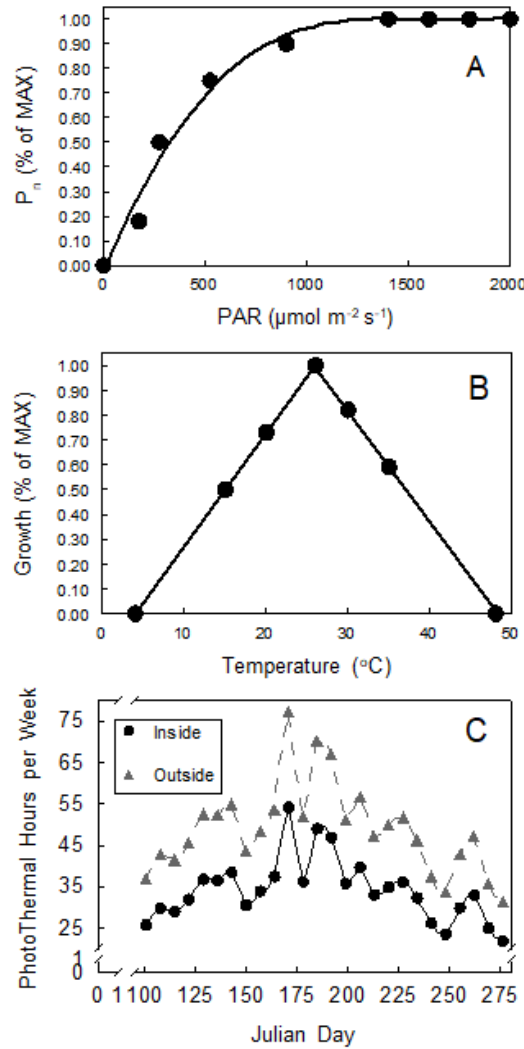 1.00
0.90
0.80
0.70
0.60
0.50
0.40
0.30
0.20
0.10
0.00
Pn (% of MAX)
A
0 500 1000 1500 2000
PAR (µmol m⁻² s⁻¹)
1.00
0.90
0.80
0.70
0.60
0.50
0.40
0.30
0.20
0.10
0.00
Growth (% of MAX)
B
0 10 20 30 40 50
Temperature (°C)
75
65
55
45
35
25
1
0
PhotoThermal Hours per Week
Inside
Outside
C
0 1 100 125 150 175 200 225 250 275
Julian Day